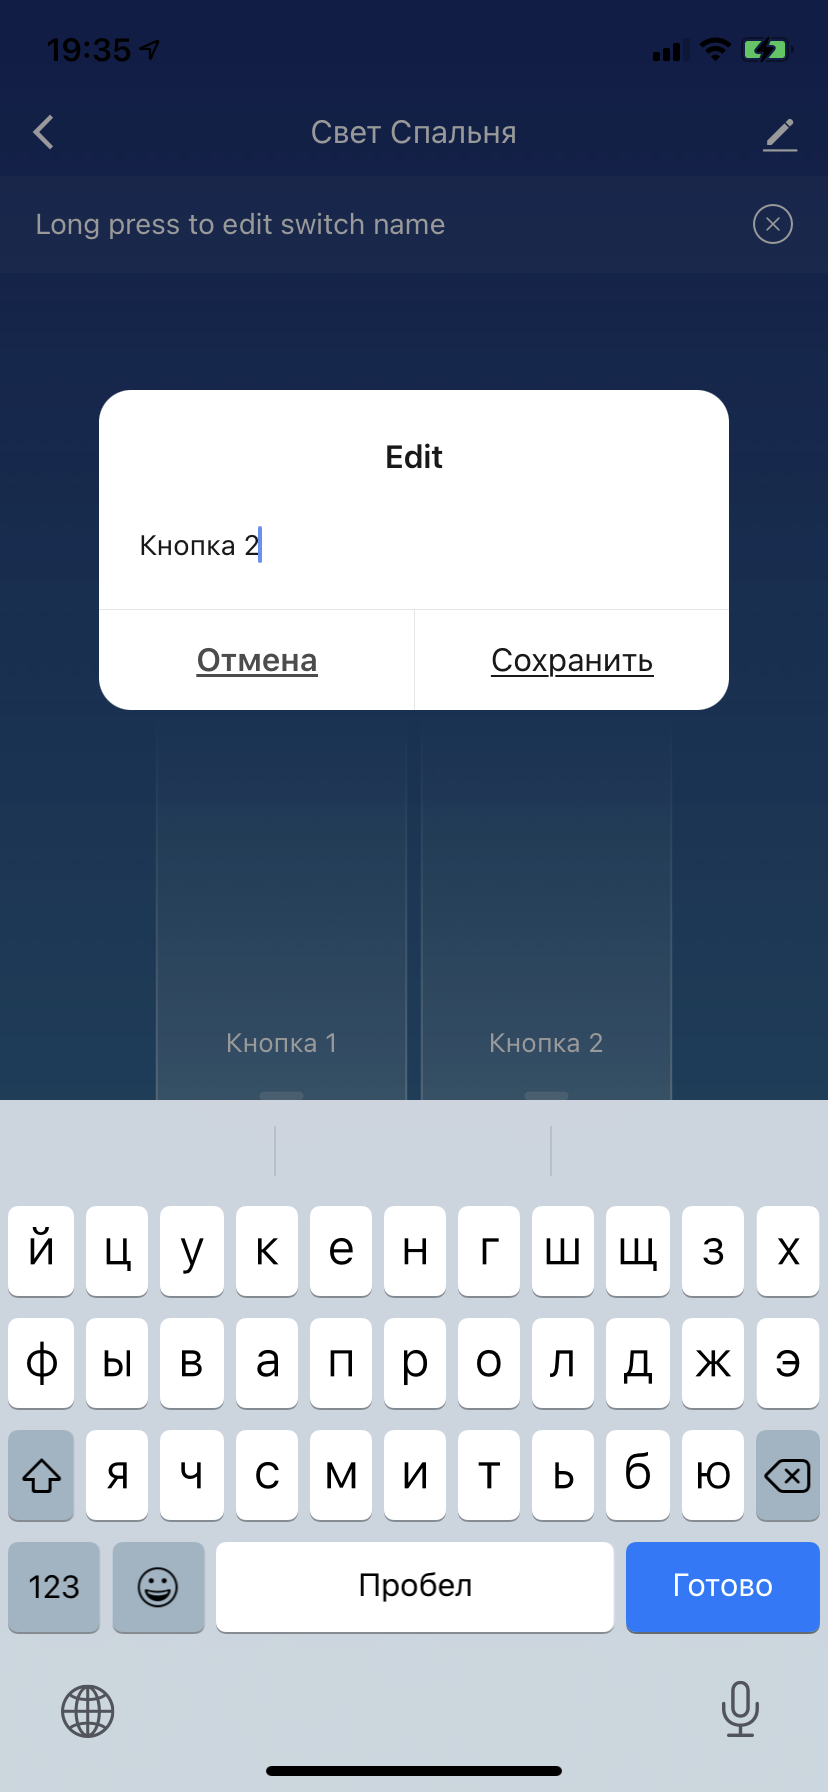 19:35
Свет Спальня
Long press to edit switch name
Edit
Кнопка 2
Отмена Сохранить
Кнопка 1 Кнопка 2
й ц у к е н г ш щ з х
ф ы в а п р о л д ж э
я ч с м и т ь б ю
123 Пробел Готово